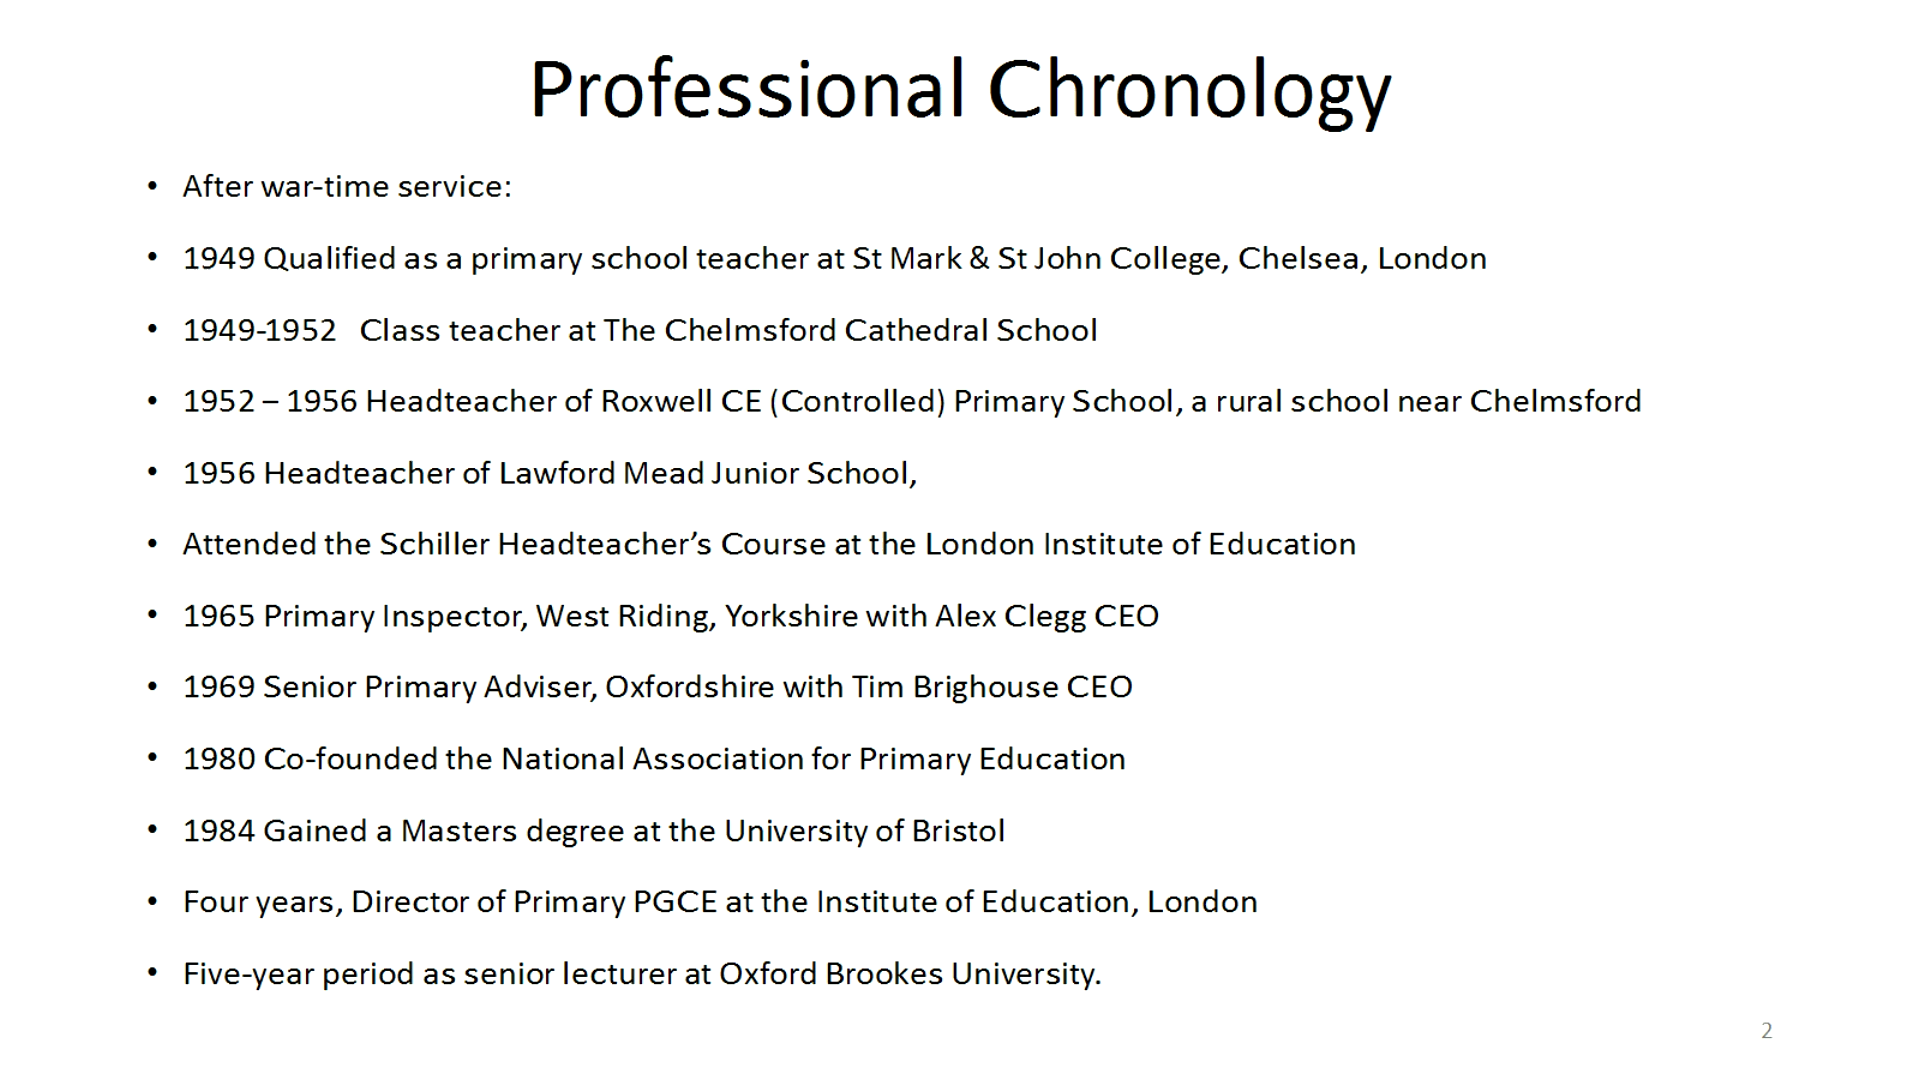 Professional Chronology
• After war-time service:
• 1949 Qualified as a primary school teacher at St Mark & St John College, Chelsea, London
• 1949-1952   Class teacher at The Chelmsford Cathedral School
• 1952 – 1956 Headteacher of Roxwell CE (Controlled) Primary School, a rural school near Chelmsford
• 1956 Headteacher of Lawford Mead Junior School,
• Attended the Schiller Headteacher’s Course at the London Institute of Education
• 1965 Primary Inspector, West Riding, Yorkshire with Alex Clegg CEO
• 1969 Senior Primary Adviser, Oxfordshire with Tim Brighouse CEO
• 1980 Co-founded the National Association for Primary Education
• 1984 Gained a Masters degree at the University of Bristol
• Four years, Director of Primary PGCE at the Institute of Education, London
• Five-year period as senior lecturer at Oxford Brookes University.
2